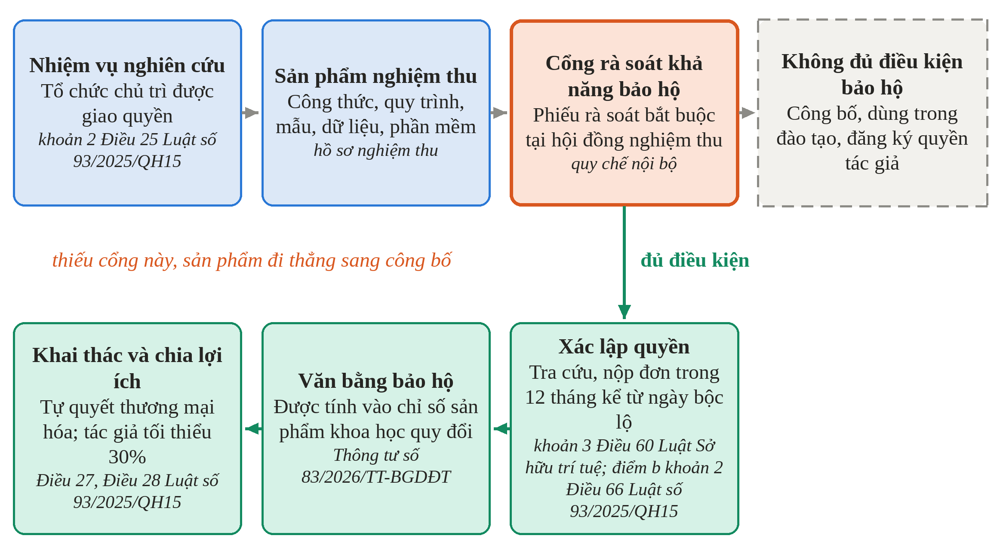 Nhiệm vụ nghiên cứu
Tổ chức chủ trì được
giao quyền
khoản 2 Điều 25 Luật số
93/2025/QH15
Sản phẩm nghiệm thu
Công thức, quy trình,
mẫu, dữ liệu, phần mềm
hồ sơ nghiệm thu
Cổng rà soát khả
năng bảo hộ
Phiếu rà soát bắt buộc
tại hội đồng nghiệm thu
quy chế nội bộ
Không đủ điều kiện
bảo hộ
Công bố, dùng trong
đào tạo, đăng ký quyền
tác giả
thiếu cổng này, sản phẩm đi thẳng sang công bố
đủ điều kiện
Khai thác và chia lợi
ích
Tự quyết thương mại
hóa; tác giả tối thiểu
30%
Điều 27, Điều 28 Luật số
93/2025/QH15
Văn bằng bảo hộ
Được tính vào chỉ số sản
phẩm khoa học quy đổi
Thông tư số
83/2026/TT-BGDĐT
Xác lập quyền
Tra cứu, nộp đơn trong
12 tháng kể từ ngày bộc
lộ
khoản 3 Điều 60 Luật Sở
hữu trí tuệ; điểm b khoản 2
Điều 66 Luật số
93/2025/QH15